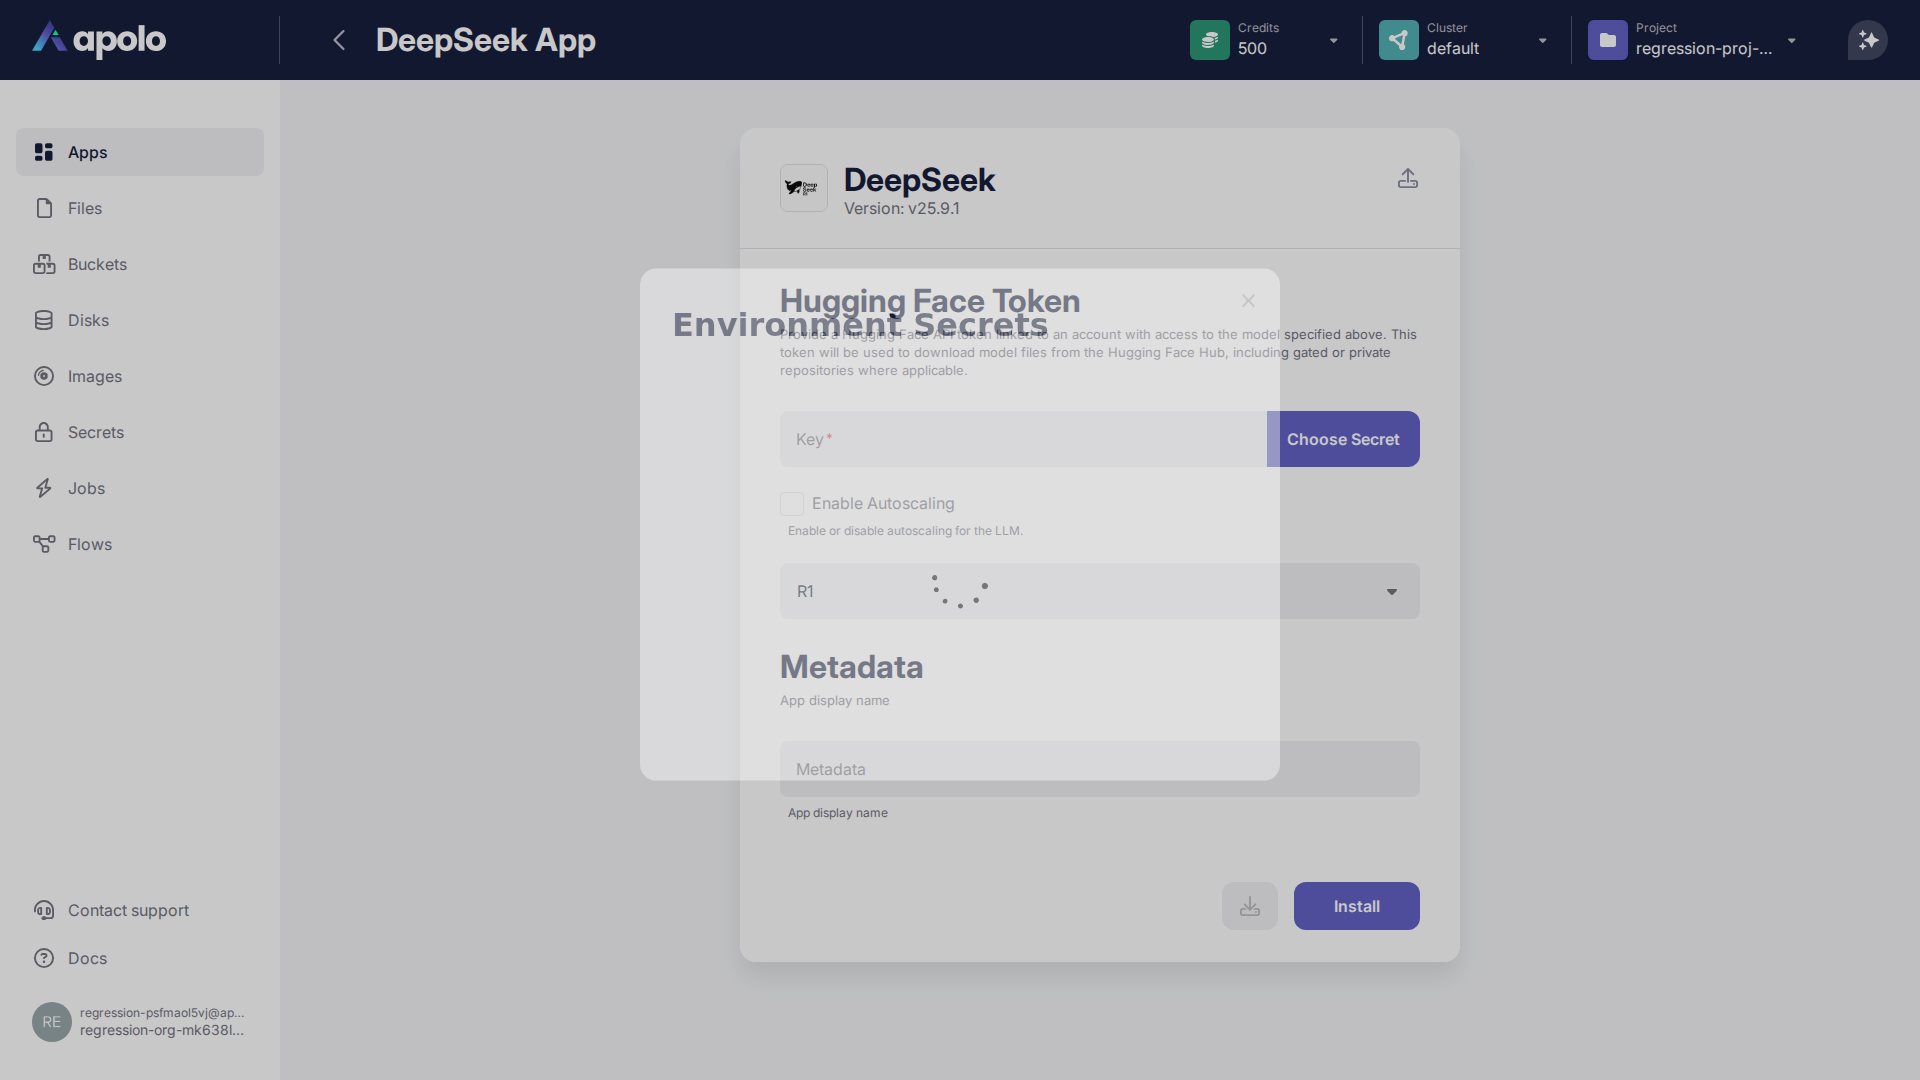 apolo
DeepSeek App
Credits
500
Cluster
default
Project
regression-proj-...
Apps
Files
Buckets
Disks
Images
Secrets
Jobs
Flows
Contact support
Docs
RE
regression-psfmaol5vj@ap...
regression-org-mk638l...
Deep
Seek
DeepSeek
Version: v25.9.1
Hugging Face Token
Environment Secrets
Provide a Hugging Face API token linked to an account with access to the model specified above. This
token will be used to download model files from the Hugging Face Hub, including gated or private
repositories where applicable.
Key*
Choose Secret
Enable Autoscaling
Enable or disable autoscaling for the LLM.
R1
Metadata
App display name
Metadata
App display name
Install